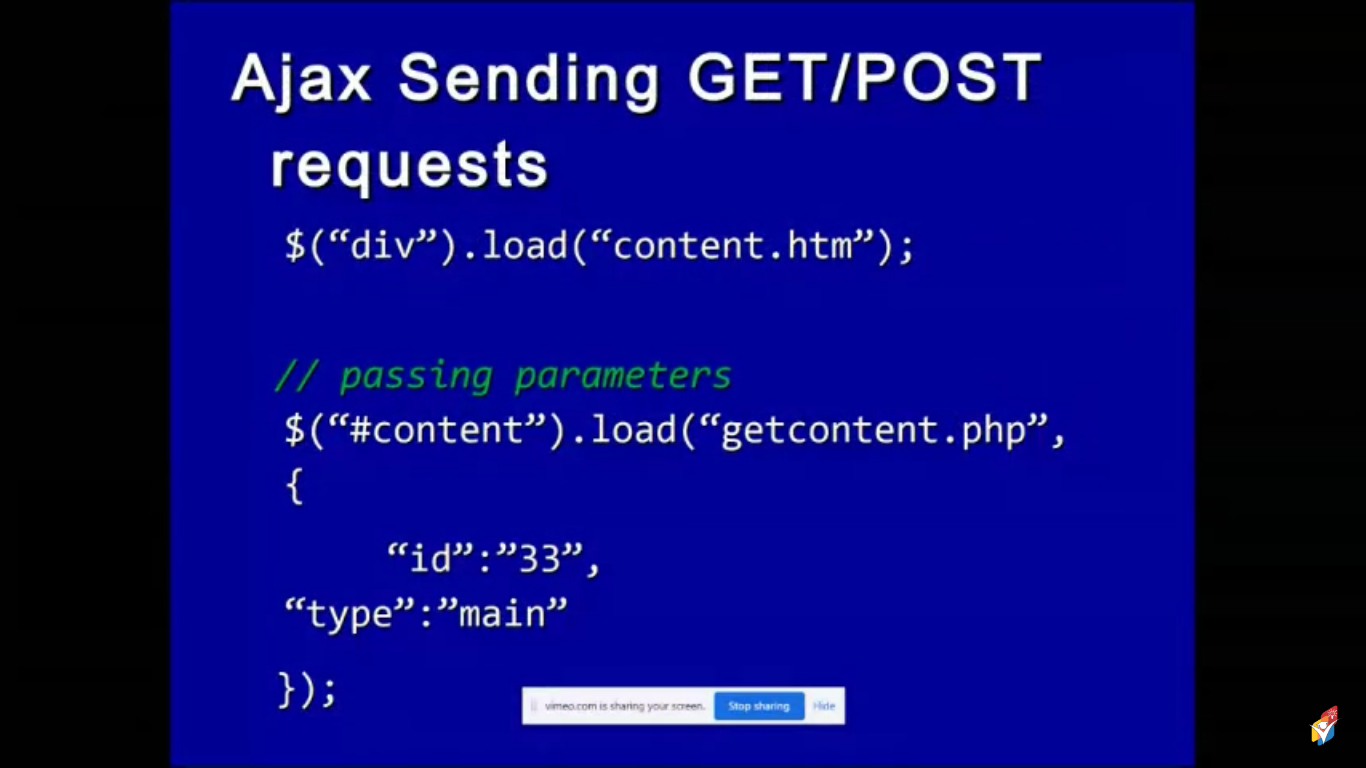 Ajax Sending GET/POST
requests
$(“div”).load(“content.htm”);
// passing parameters
$(“#content”).load(“getcontent.php”,
{
“id”:”33”,
“type”:”main”
});
vimeo.com is sharing your screen. Stop sharing Hide